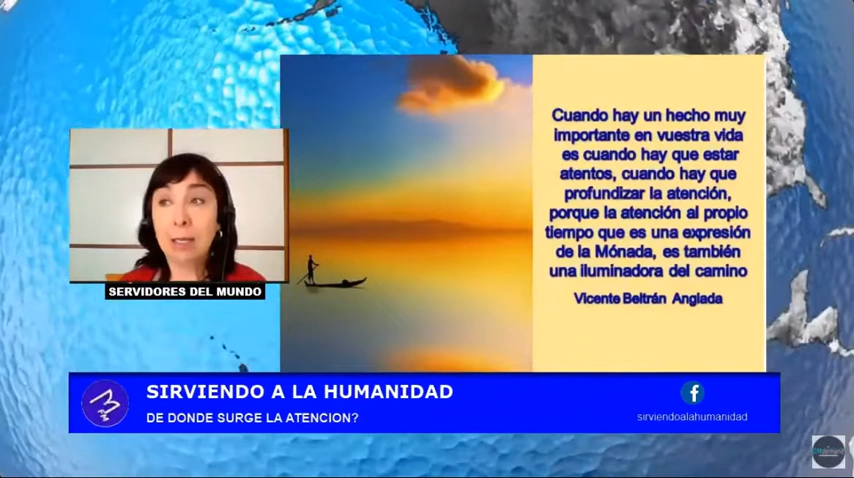 Cuando hay un hecho muy
importante en vuestra vida
es cuando hay que estar
atentos, cuando hay que
profundizar la atención,
porque la atención al propio
tiempo que es una expresión
de la Mónada, es también
una iluminadora del camino
Vicente Beltrán Anglada
SERVIDORES DEL MUNDO
SIRVIENDO A LA HUMANIDAD
DE DONDE SURGE LA ATENCION?
sirviendoalahumanidad